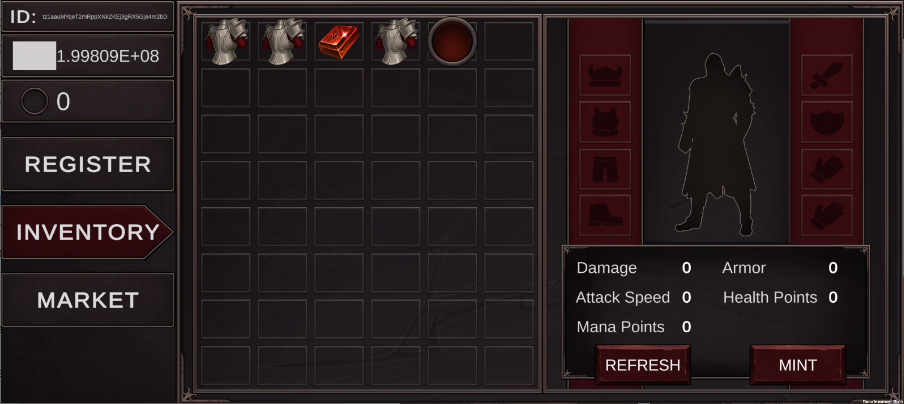 ID:
1.99809E+08
0
REGISTER
INVENTORY
MARKET
Damage 0 Armor 0
Attack Speed 0 Health Points 0
Mana Points 0
REFRESH MINT